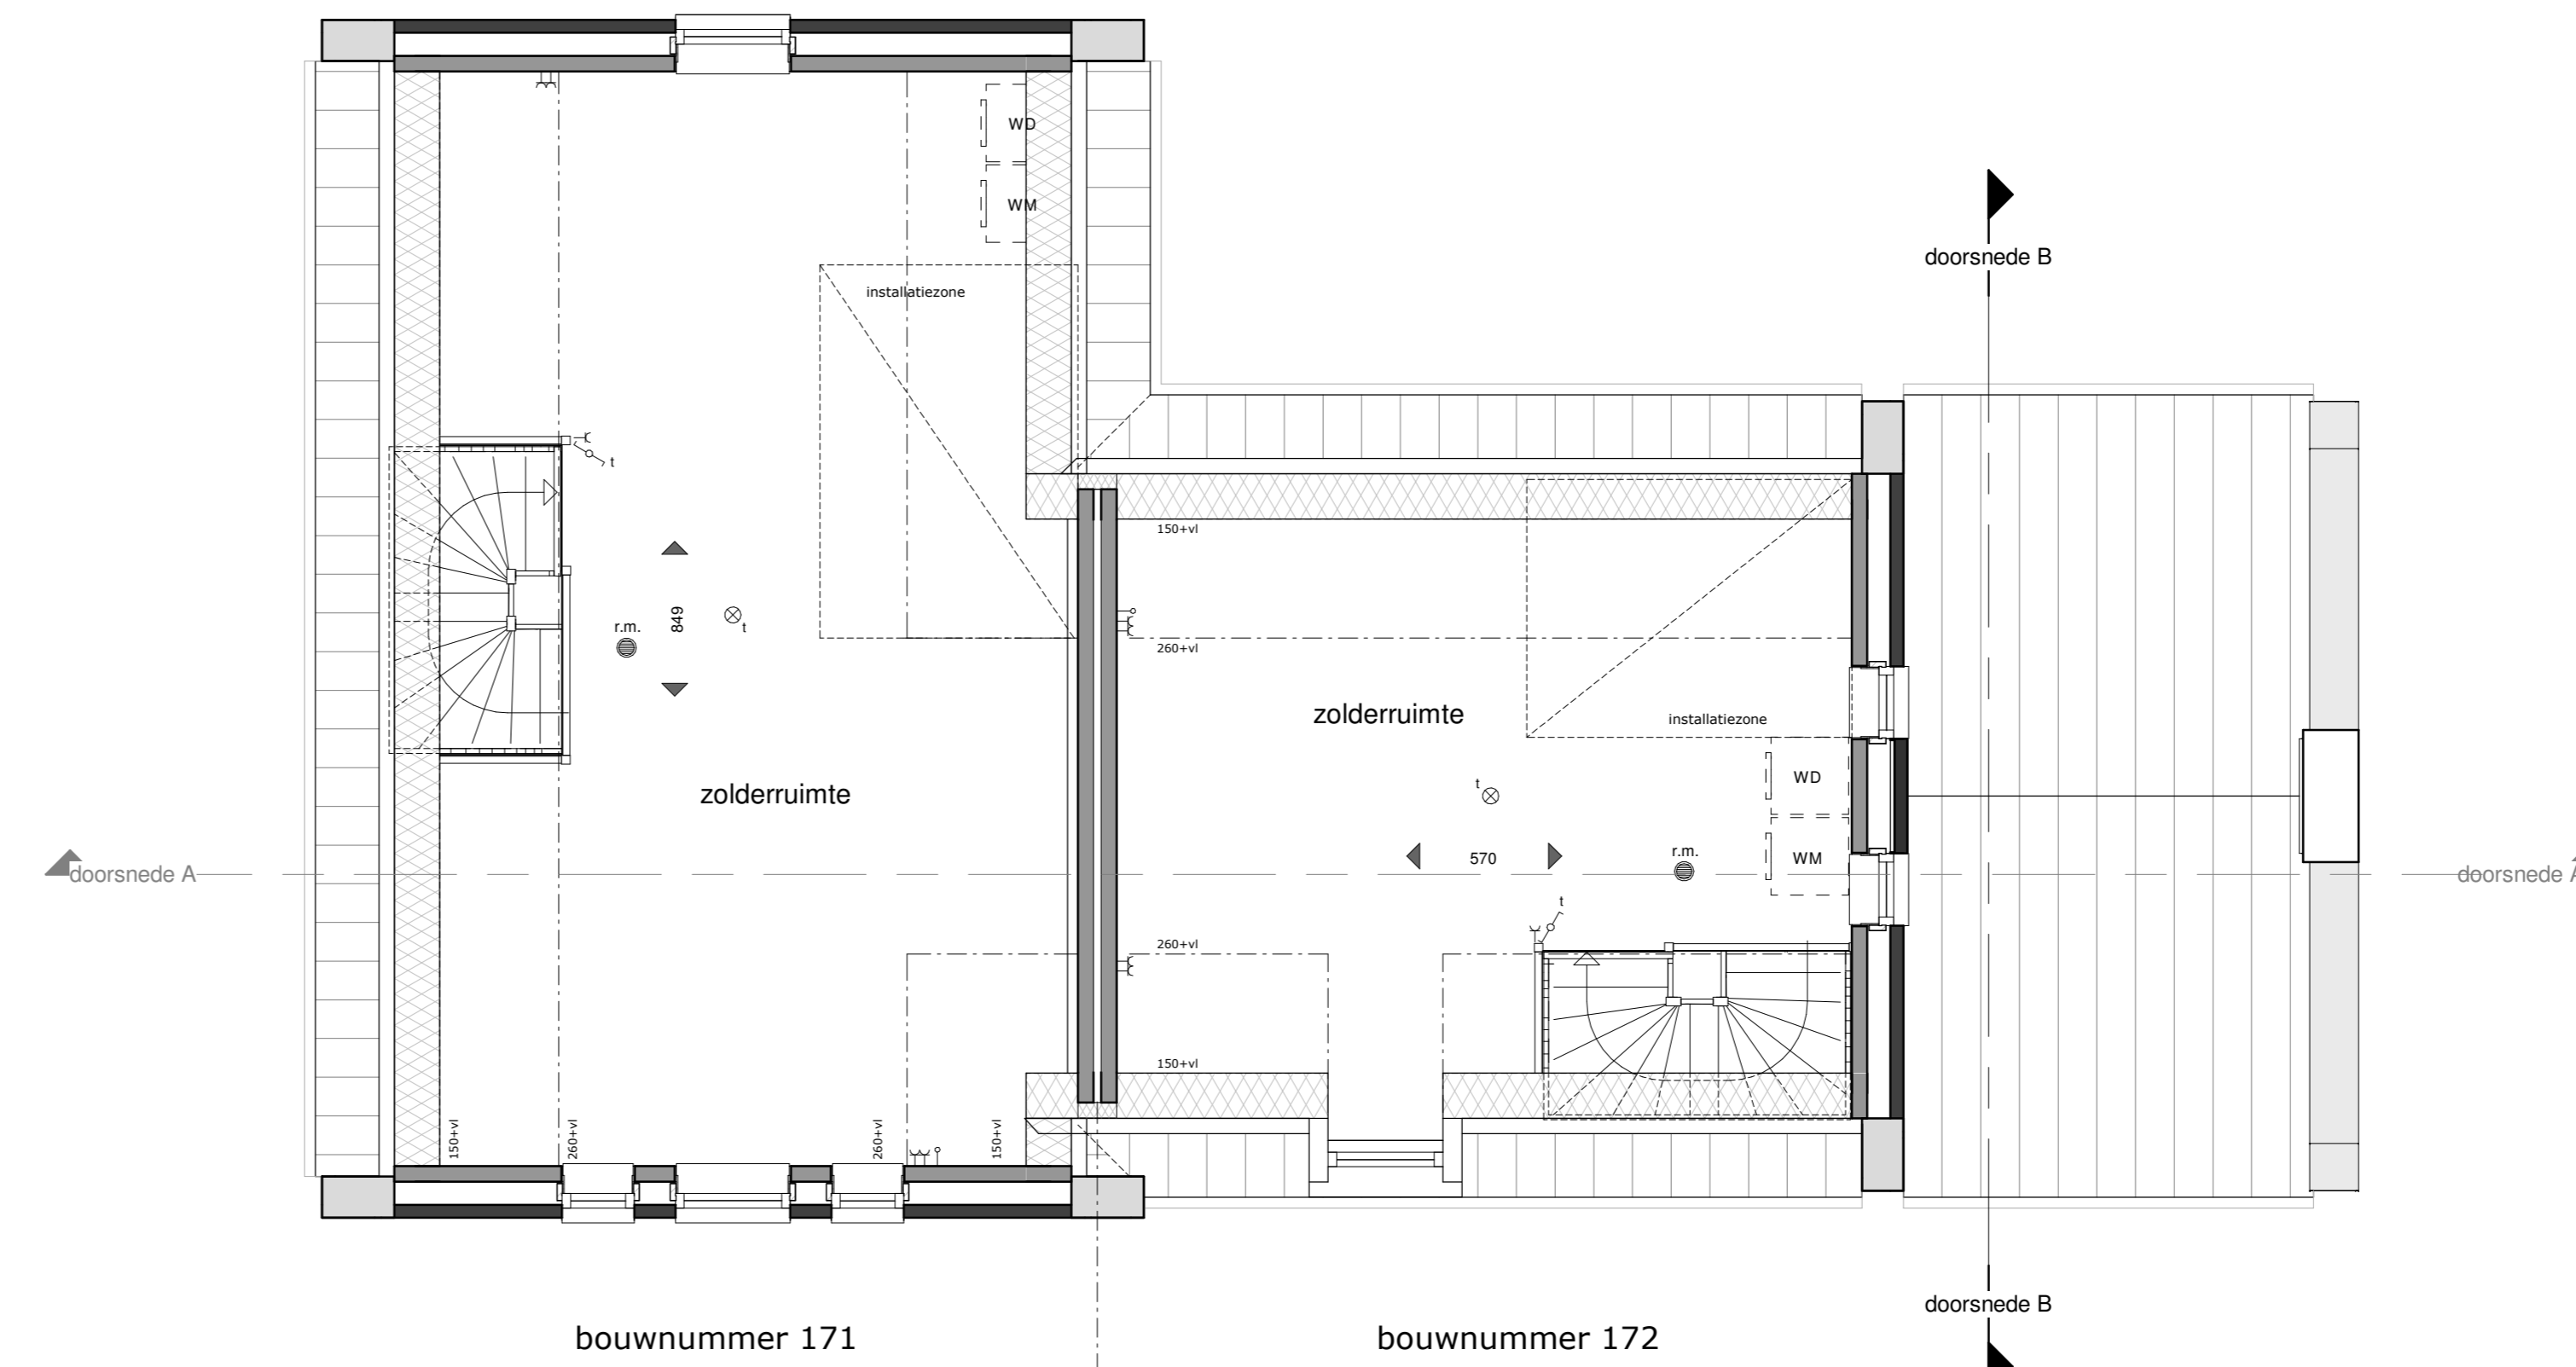 WD
WM
doorsnede B
installatiezone
t
150+vl
849
t
r.m.
260+vl
zolderruimte
installatiezone
WD
t
zolderruimte
570
r.m.
WM
doorsnede A
doorsnede A
t
260+vl
150+vl
150+vl
260+vl
260+vl
150+vl
doorsnede B
bouwnummer 171
bouwnummer 172